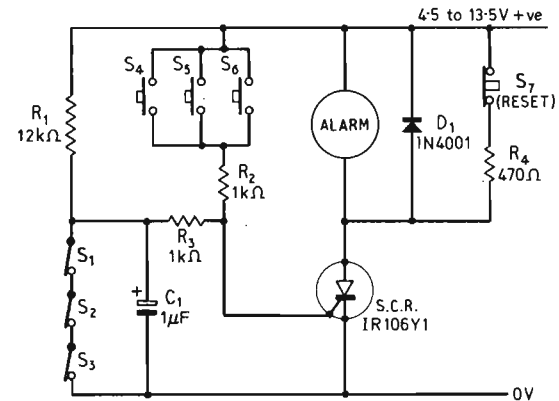 4·5 to 13·5V +ve
S4
S5
S6
S7
(RESET)
R1
12kΩ
ALARM
D1
1N4001
R4
470Ω
R2
1kΩ
R3
1kΩ
S1
S2
S3
+
C1
1μF
S.C.R.
IR106Y1
0V